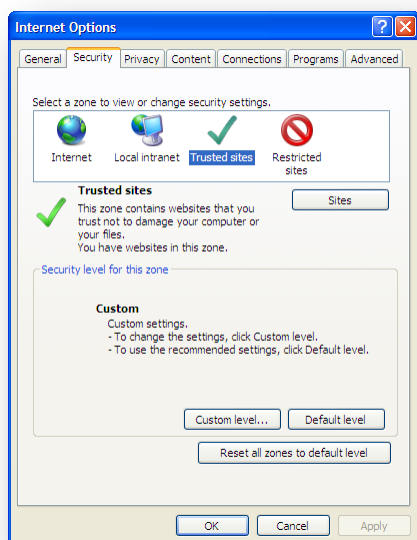 Internet Options
General Security Privacy Content Connections Programs Advanced
Select a zone to view or change security settings.
Internet Local intranet Trusted sites Restricted
sites
Trusted sites
Sites
This zone contains websites that you
trust not to damage your computer or
your files.
You have websites in this zone.
Security level for this zone
Custom
Custom settings.
- To change the settings, click Custom level.
- To use the recommended settings, click Default level.
Custom level... Default level
Reset all zones to default level
OK Cancel Apply